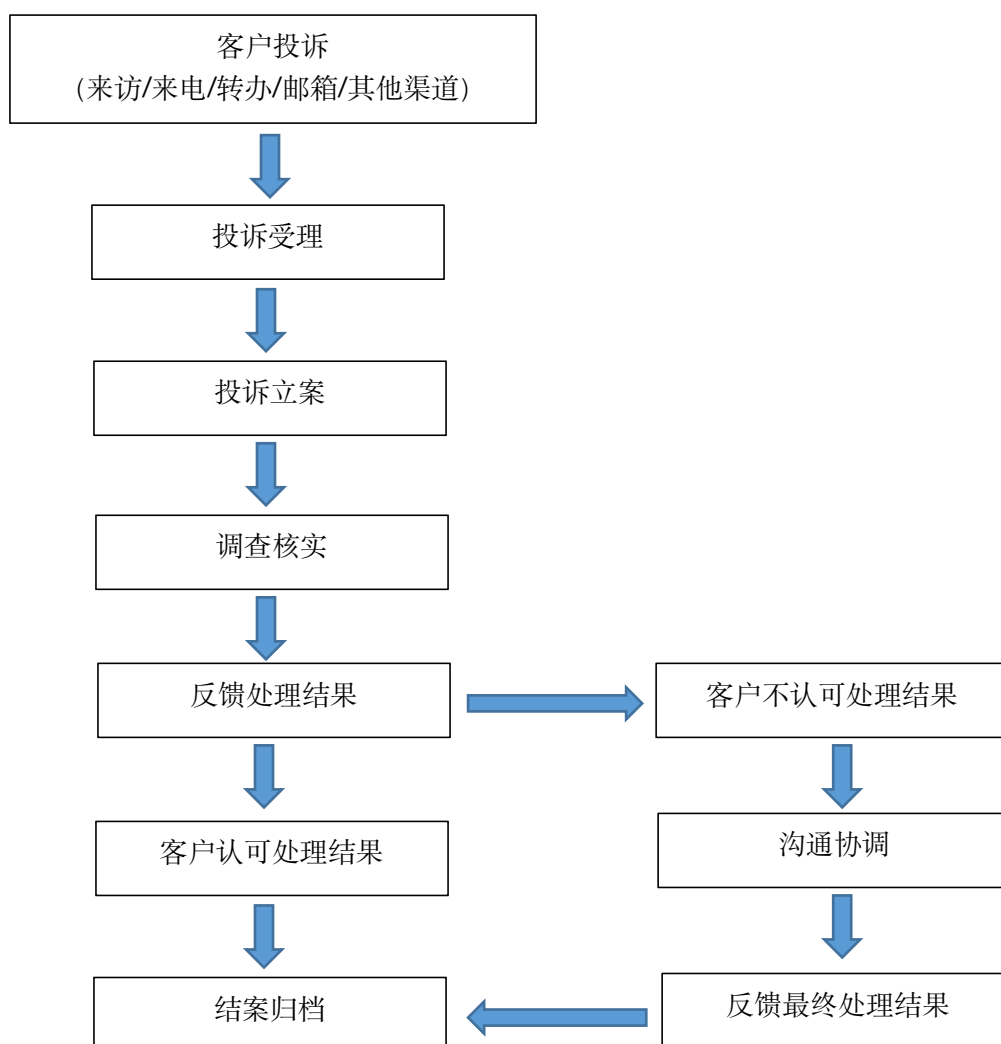 客户投诉
(来访/来电/转办/邮箱/其他渠道)
投诉受理
投诉立案
调查核实
反馈处理结果
客户不认可处理结果
客户认可处理结果
沟通协调
结案归档
反馈最终处理结果